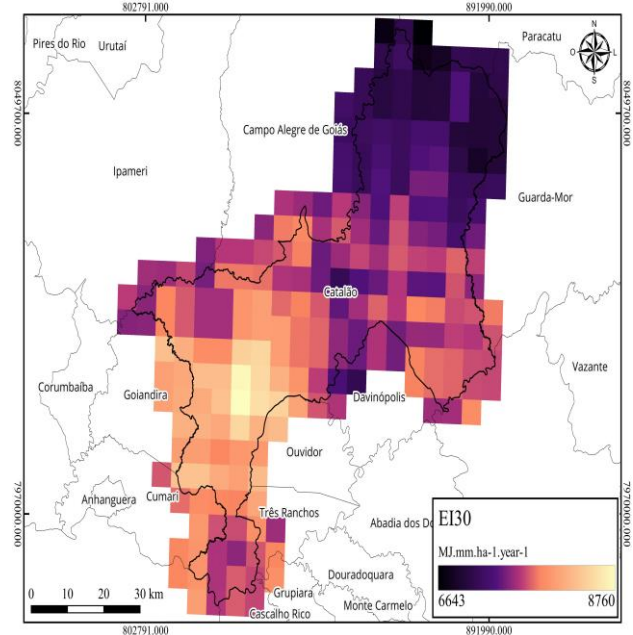 802791.000
891990.000
Pires do Rio
Urutaí
Paracatu
N
O
L
S
8049700.000
8049700.000
Campo Alegre de Goiás
Ipameri
Guarda-Mor
Catalão
Corumbaíba
Goiandira
Davinópolis
Vazante
Ouvidor
Anhanguera
Cumari
Três Ranchos
7970000.000
7970000.000
Abadia dos Do
EI30
MJ.mm.ha-1.year-1
6643
8760
Douradoquara
Grupiara
Monte Carmelo
Cascalho Rico
0
10
20
30 km
802791.000
891990.000